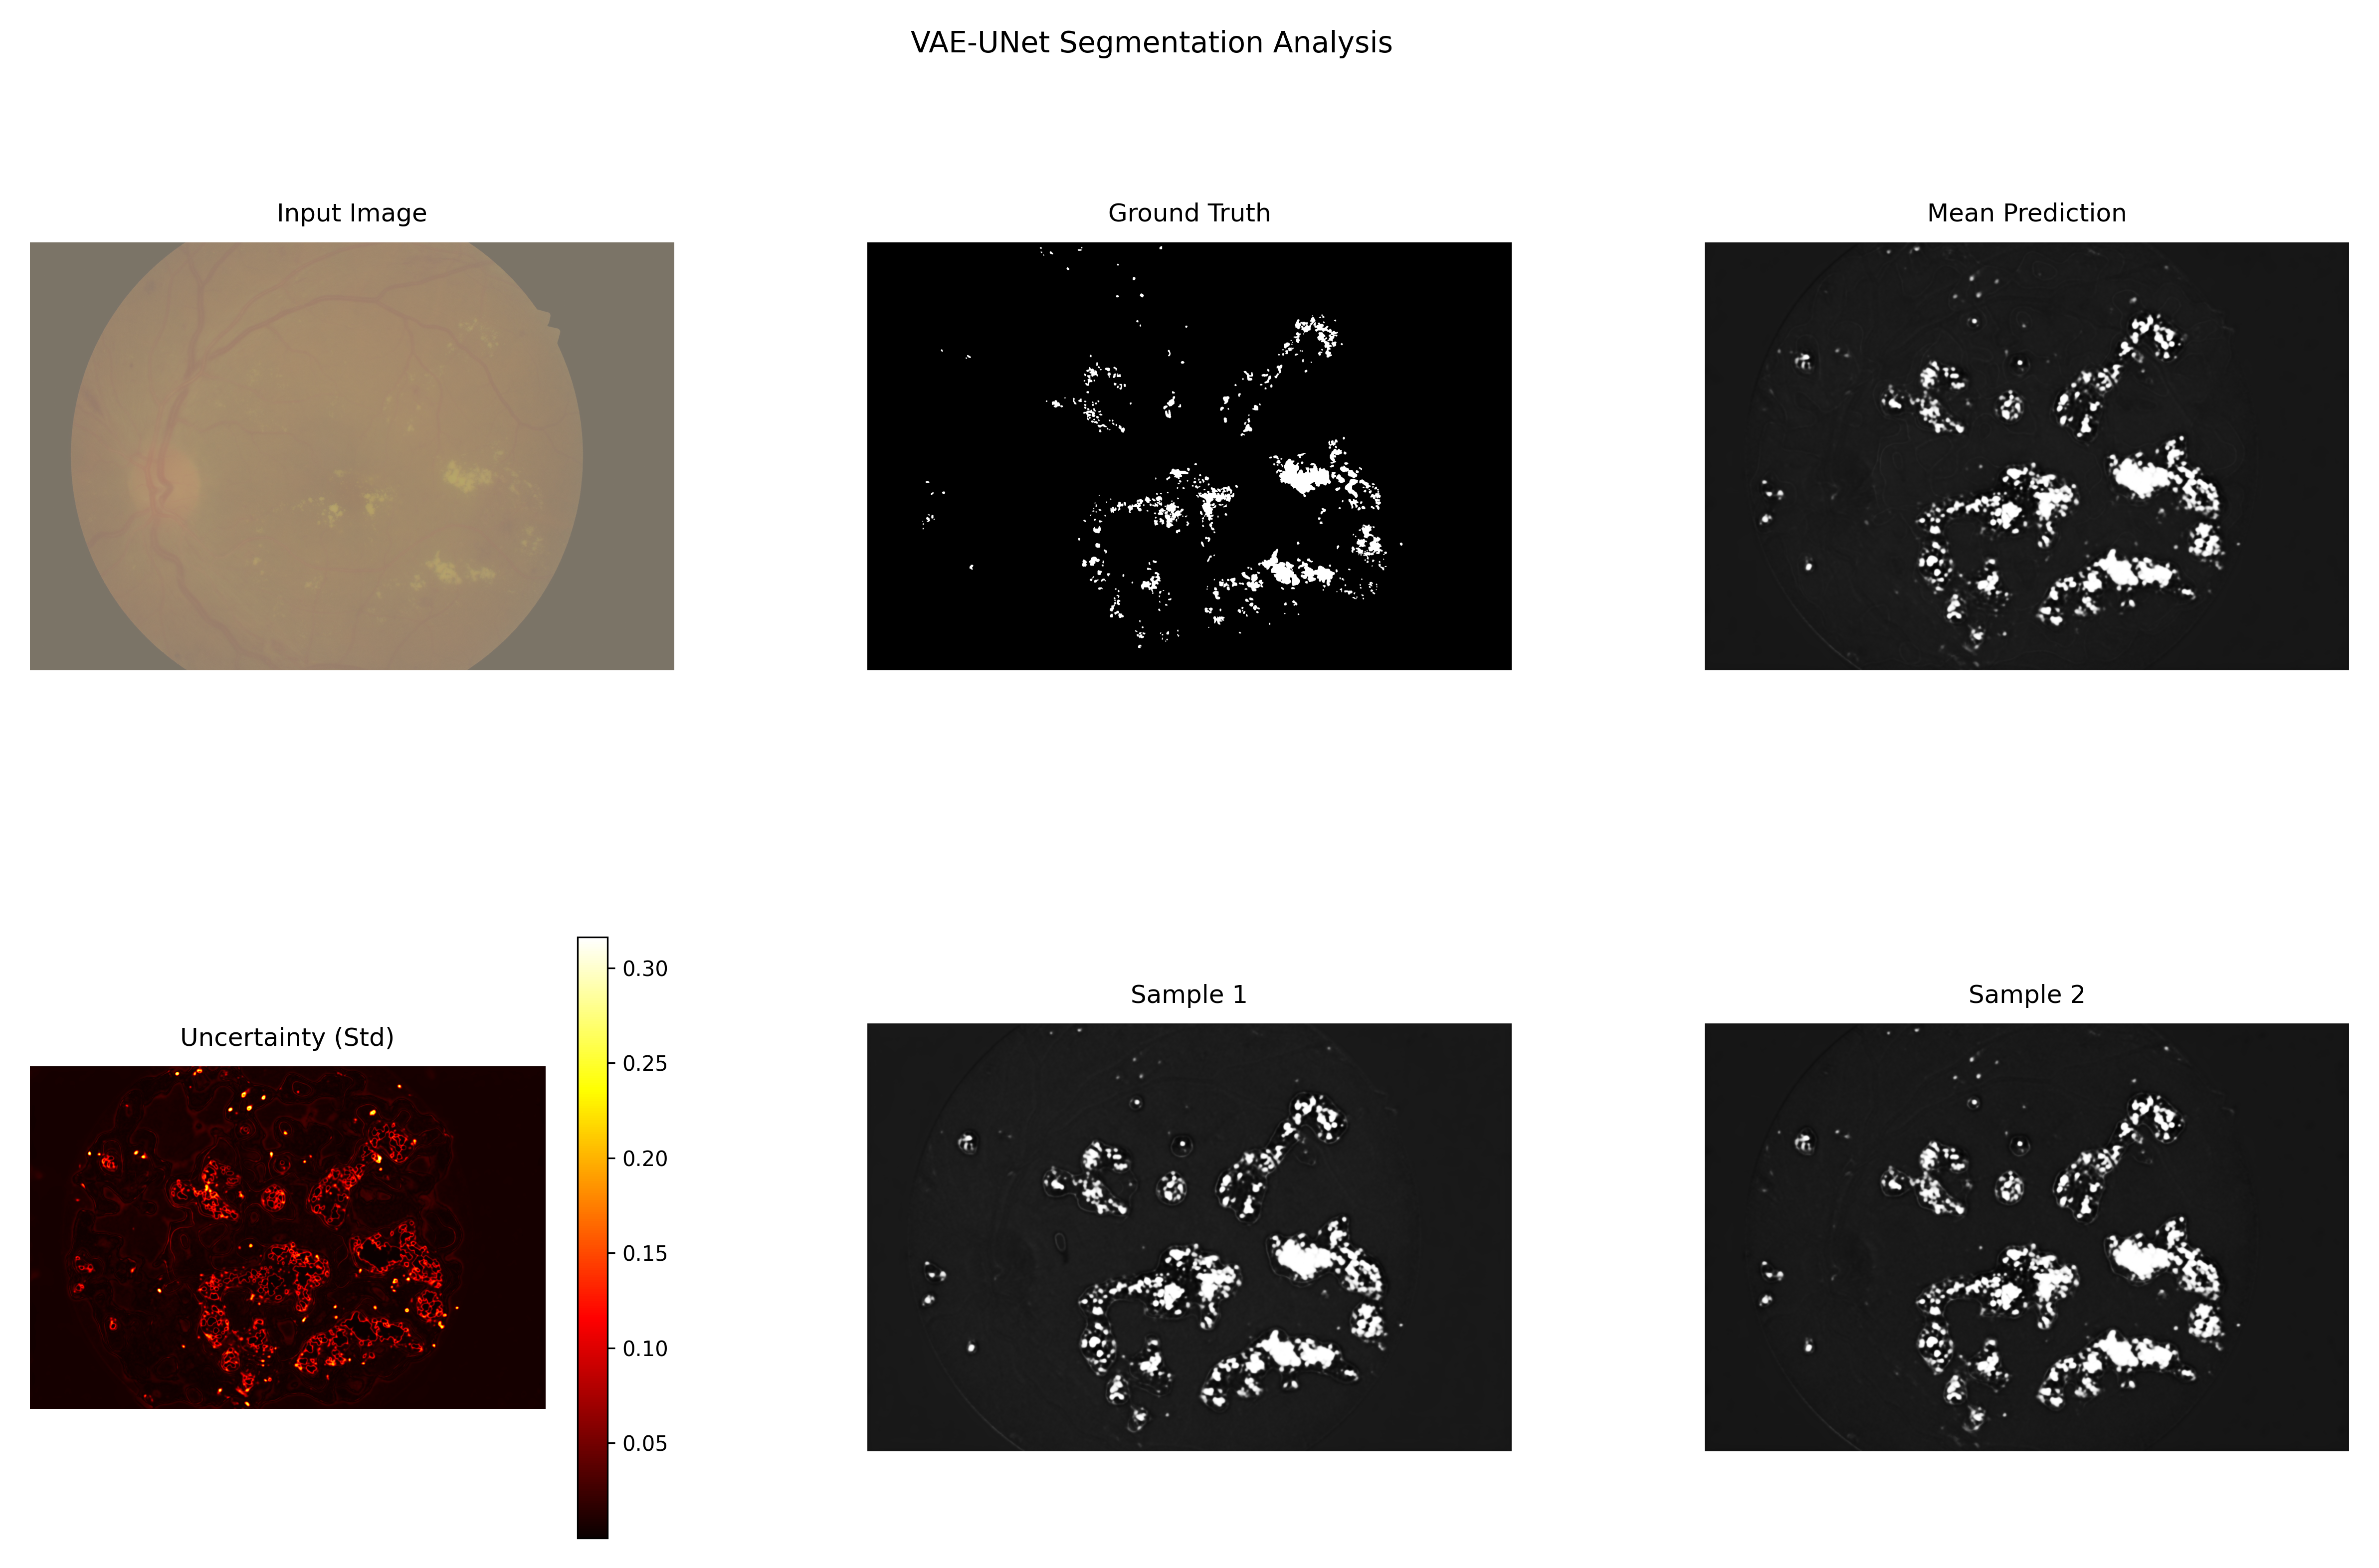 VAE-UNet Segmentation Analysis
Input Image
Ground Truth
Mean Prediction
Uncertainty (Std)
0.30
0.25
0.20
0.15
0.10
0.05
Sample 1
Sample 2